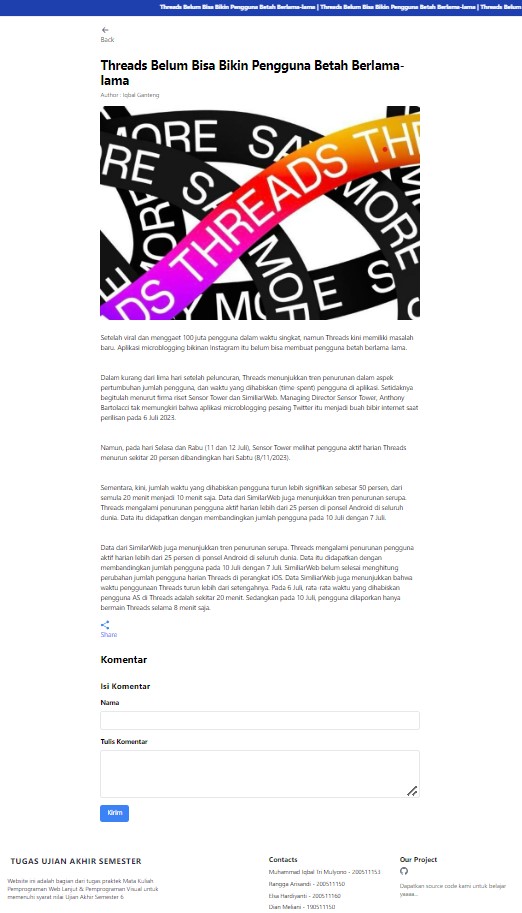 Threads Belum Bisa Bikin Pengguna Betah Berlama-lama | Threads Belum Bisa Bikin Pengguna Betah Berlama-lama | Threads Belum
Back
Threads Belum Bisa Bikin Pengguna Betah Berlama-
lama
Author : Iqbal Ganteng
MORE SA
RE SA
THREADS THR
MORE
MORE
DS
Y MO
MORE
E S
Setelah viral dan menggaet 100 juta pengguna dalam waktu singkat, namun Threads kini memiliki masalah
baru. Aplikasi microblogging bikinan Instagram itu belum bisa membuat pengguna betah berlama-lama.
Dalam kurang dari lima hari setelah peluncuran, Threads menunjukkan tren penurunan dalam aspek
pertumbuhan jumlah pengguna, dan waktu yang dihabiskan (time spent) pengguna di aplikasi. Setidaknya
begitulah menurut firma riset Sensor Tower dan SimiliarWeb. Managing Director Sensor Tower, Anthony
Bartolacci tak memungkiri bahwa aplikasi microblogging pesaing Twitter itu menjadi buah bibir internet saat
perilisan pada 6 Juli 2023.
Namun, pada hari Selasa dan Rabu (11 dan 12 Juli), Sensor Tower melihat pengguna aktif harian Threads
menurun sekitar 20 persen dibandingkan hari Sabtu (8/11/2023).
Sementara, kini, jumlah waktu yang dihabiskan pengguna turun lebih signifikan sebesar 50 persen, dari
semula 20 menit menjadi 10 menit saja. Data dari SimilarWeb juga menunjukkan tren penurunan serupa.
Threads mengalami penurunan pengguna aktif harian lebih dari 25 persen di ponsel Android di seluruh
dunia. Data itu didapatkan dengan membandingkan jumlah pengguna pada 10 Juli dengan 7 Juli.
Data dari SimilarWeb juga menunjukkan tren penurunan serupa. Threads mengalami penurunan pengguna
aktif harian lebih dari 25 persen di ponsel Android di seluruh dunia. Data itu didapatkan dengan
membandingkan jumlah pengguna pada 10 Juli dengan 7 Juli. SimilarWeb belum selesai menghitung
perubahan jumlah pengguna harian Threads di perangkat iOS. Data SimiliarWeb juga menunjukkan bahwa
waktu penggunaan Threads turun lebih dari setengahnya. Pada 6 Juli, rata-rata waktu yang dihabiskan
pengguna AS di Threads adalah sekitar 20 menit. Sedangkan pada 10 Juli, pengguna dilaporkan hanya
bermain Threads selama 8 menit saja.
Share
Komentar
Isi Komentar
Nama
Tulis Komentar
Kirim
TUGAS UJIAN AKHIR SEMESTER
Website ini adalah bagian dari tugas praktek Mata Kuliah
Pemprograman Web Lanjut & Pemprograman Visual untuk
memenuhi syarat nilai Ujian Akhir Semester 6
Contacts
Muhammad Iqbal Tri Mulyono - 200511153
Rangga Arisandi - 200511150
Elsa Hardiyanti - 200511160
Dian Meliani - 190511150
Our Project
Dapatkan source code kami untuk belajar
yaaaa...